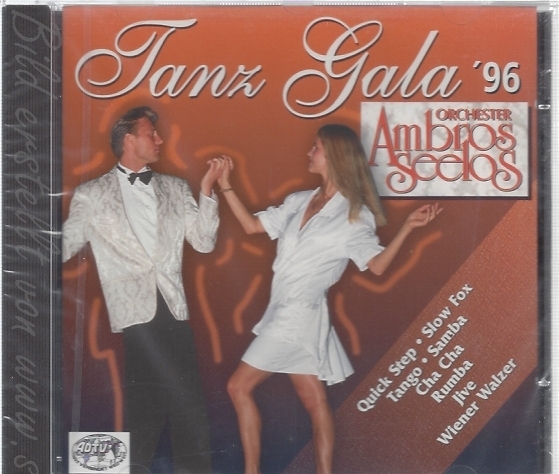 Tanz Gala '96
ORCHESTER
Ambros
Seelos
Quick Step • Slow Fox
Tango • Samba
Cha Cha
Rumba
Jive
Wiener Walzer
ADTV
Bild erstellt von www.s